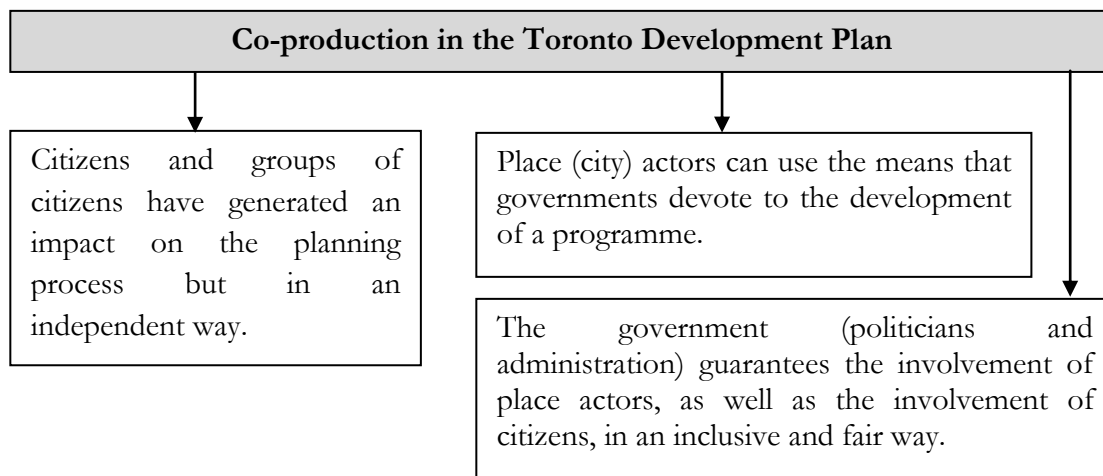 Co-production in the Toronto Development Plan
Citizens and groups of
citizens have generated an
impact on the planning
process but in an
independent way.
Place (city) actors can use the means that
governments devote to the development
of a programme.
The government (politicians and
administration) guarantees the involvement of
place actors, as well as the involvement of
citizens, in an inclusive and fair way.